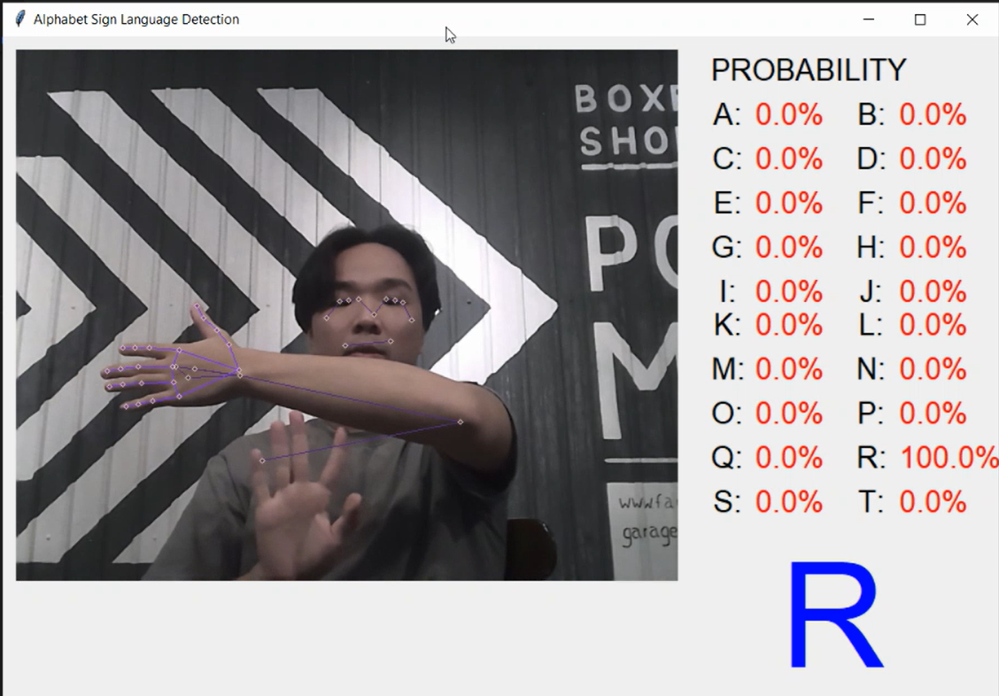 Alphabet Sign Language Detection
BOX
SHO
PO
M
www.fa
garage
PROBABILITY
A: 0.0% B: 0.0%
C: 0.0% D: 0.0%
E: 0.0% F: 0.0%
G: 0.0% H: 0.0%
I: 0.0% J: 0.0%
K: 0.0% L: 0.0%
M: 0.0% N: 0.0%
O: 0.0% P: 0.0%
Q: 0.0% R: 100.0%
S: 0.0% T: 0.0%
R